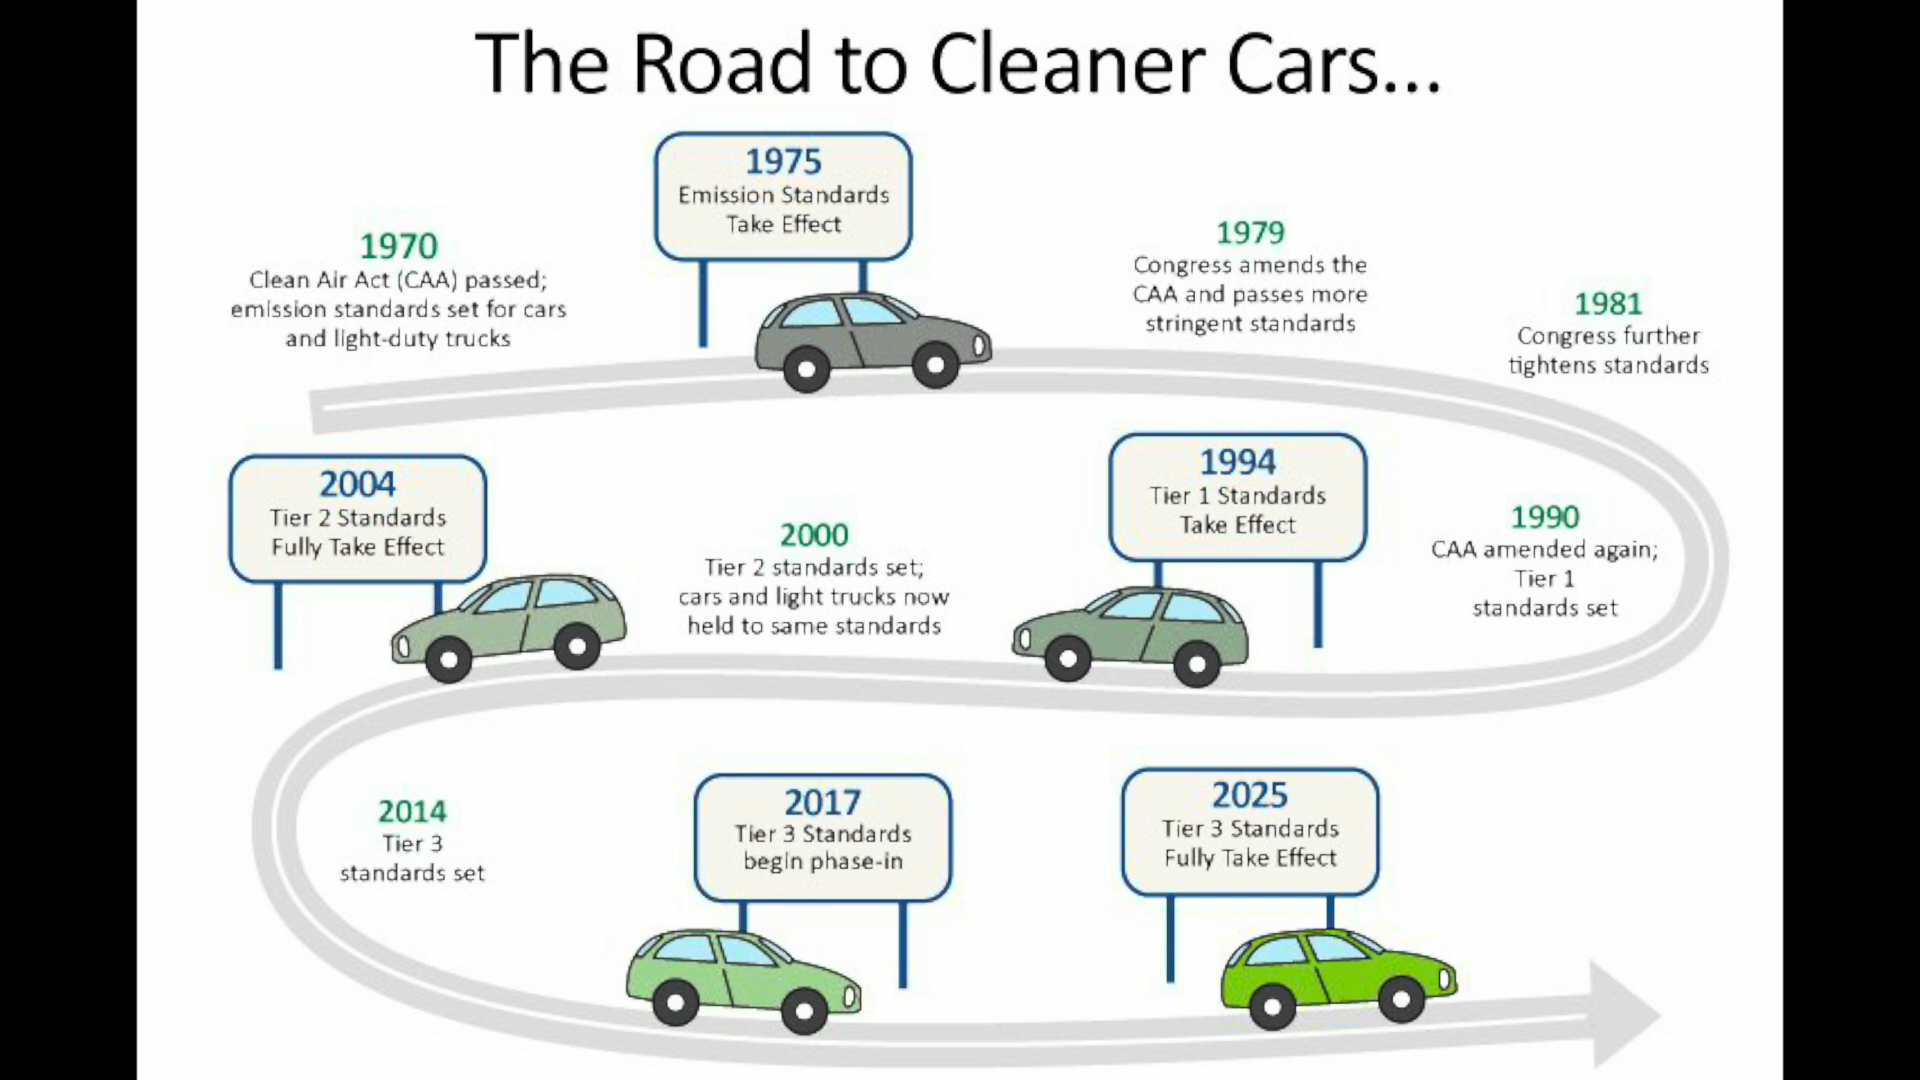 The Road to Cleaner Cars...
1970
Clean Air Act (CAA) passed;
emission standards set for cars
and light-duty trucks
1975
Emission Standards
Take Effect
1979
Congress amends the
CAA and passes more
stringent standards
1981
Congress further
tightens standards
1990
CAA amended again;
Tier 1
standards set
1994
Tier 1 Standards
Take Effect
2000
Tier 2 standards set;
cars and light trucks now
held to same standards
2004
Tier 2 Standards
Fully Take Effect
2014
Tier 3
standards set
2017
Tier 3 Standards
begin phase-in
2025
Tier 3 Standards
Fully Take Effect